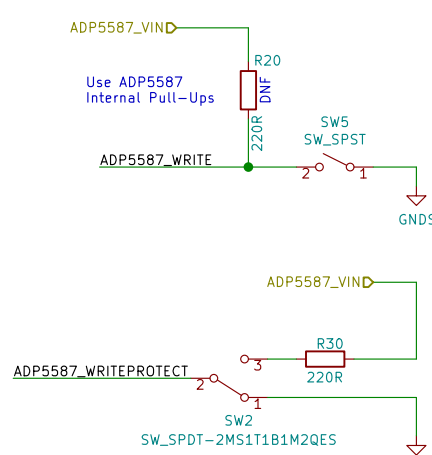 ADP5587_VIN
R20
Use ADP5587
Internal Pull-Ups
DNF
220R
SW5
SW_SPST
ADP5587_WRITE
2
1
GNDS
ADP5587_VIN
R30
3
220R
ADP5587_WRITEPROTECT
2
1
SW2
SW_SPDT-2MS1T1B1M2QES